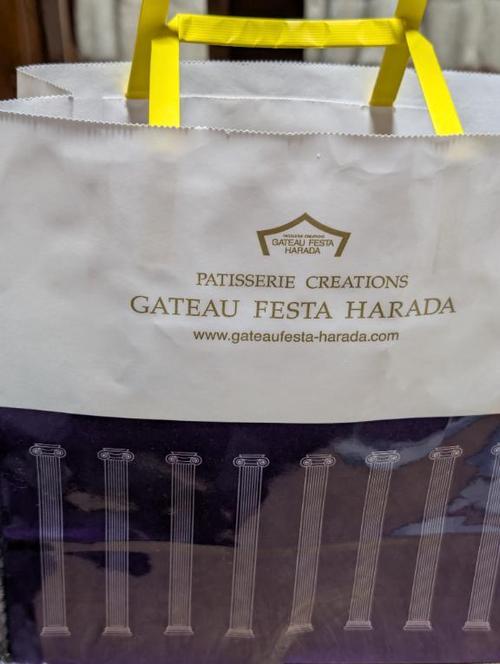 PATISSERIE CREATIONS
GATEAU FESTA
HARADA
PATISSERIE CREATIONS
GATEAU FESTA HARADA
www.gateaufesta-harada.com